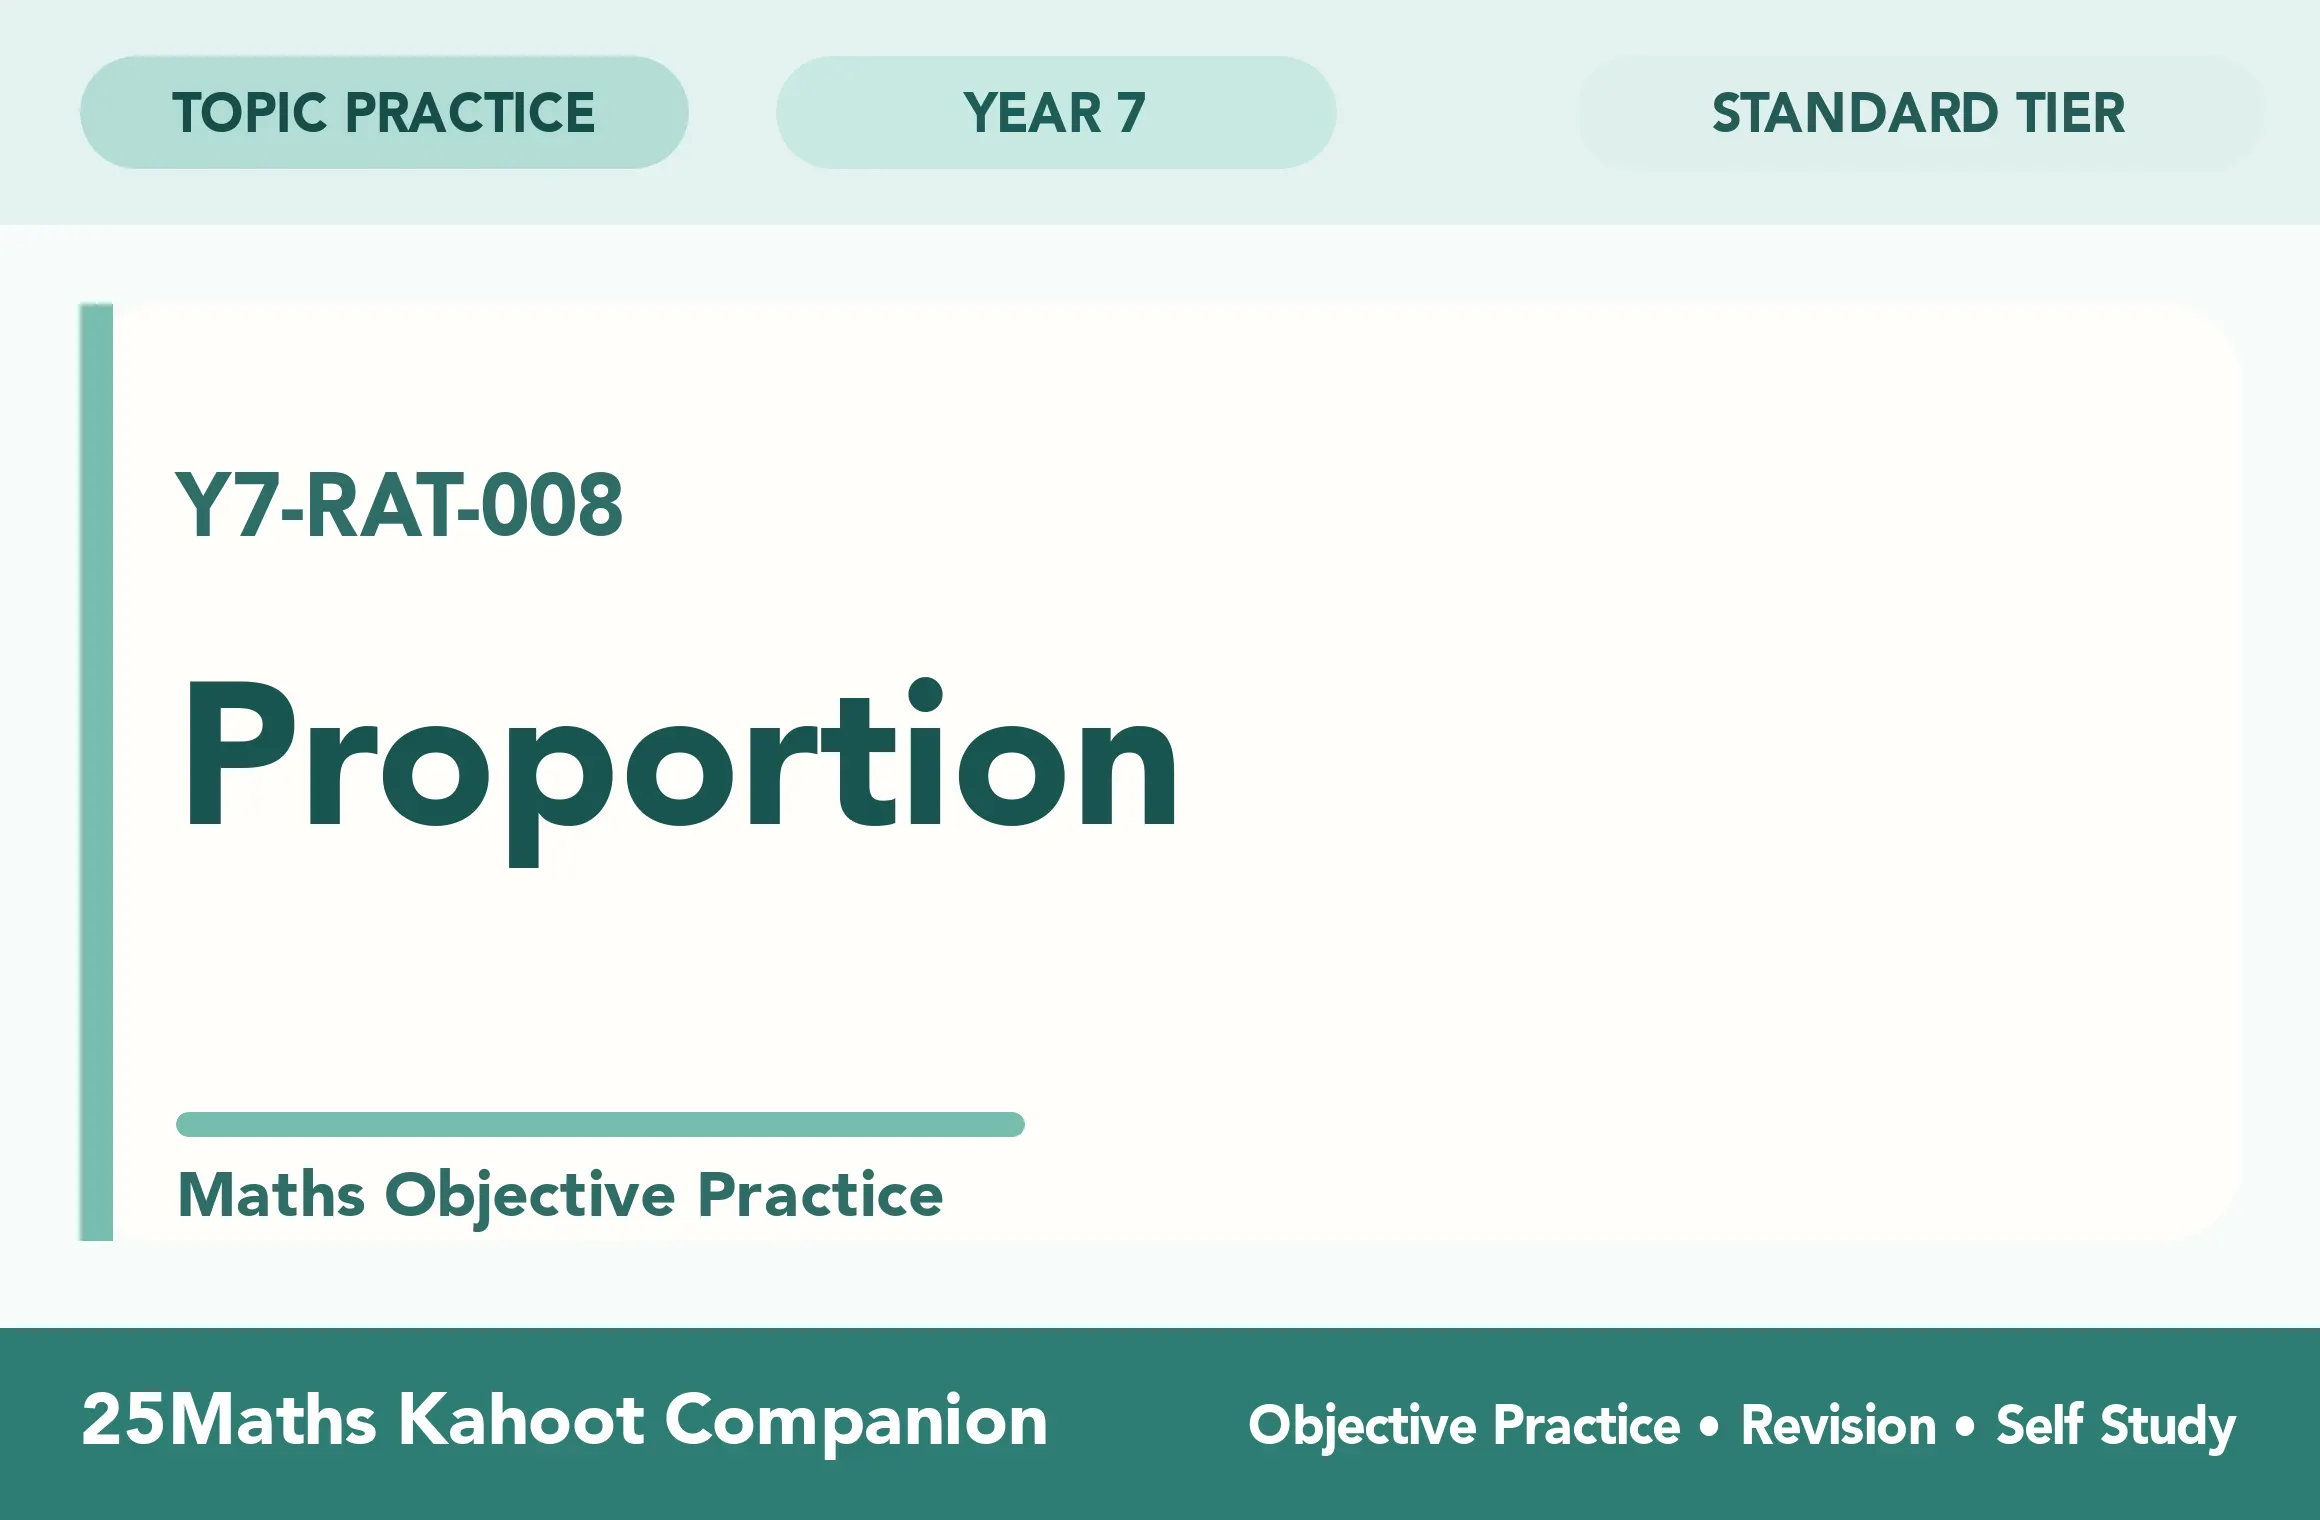 TOPIC PRACTICE
YEAR 7
STANDARD TIER
Y7-RAT-008
Proportion
Maths Objective Practice
25Maths Kahoot Companion
Objective Practice • Revision • Self Study